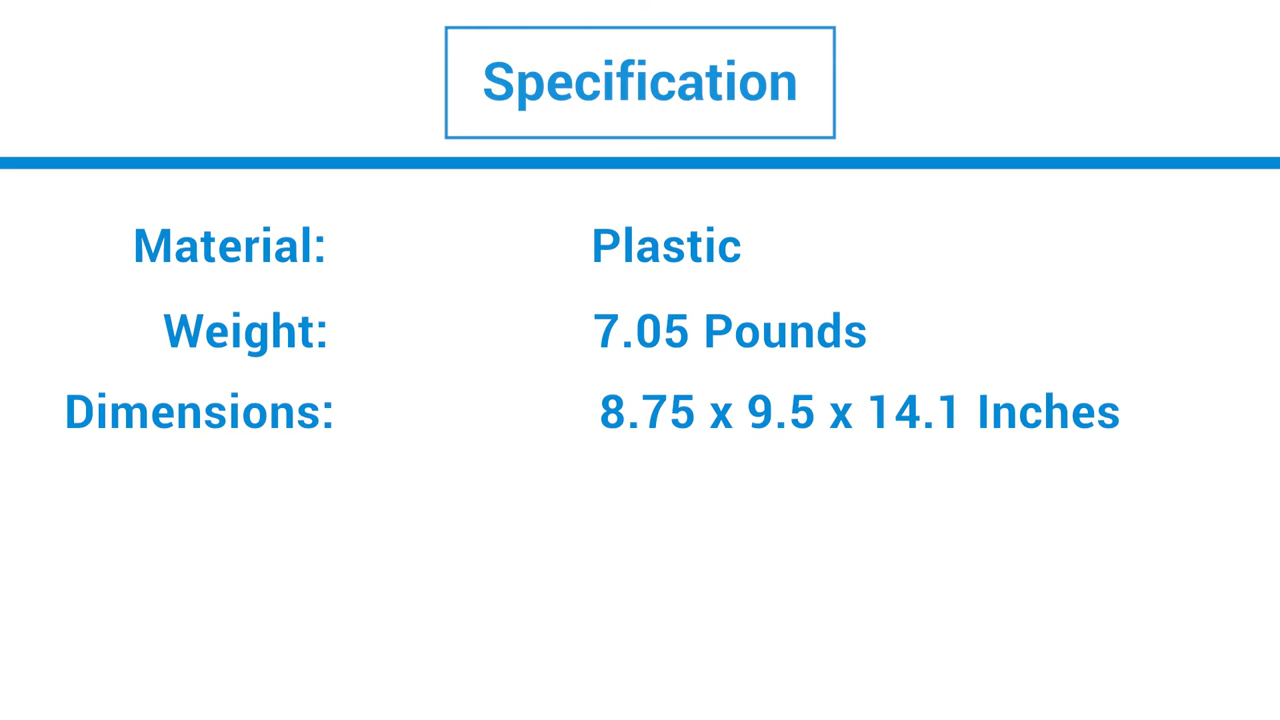 Specification
Material: Plastic
Weight: 7.05 Pounds
Dimensions: 8.75 x 9.5 x 14.1 Inches